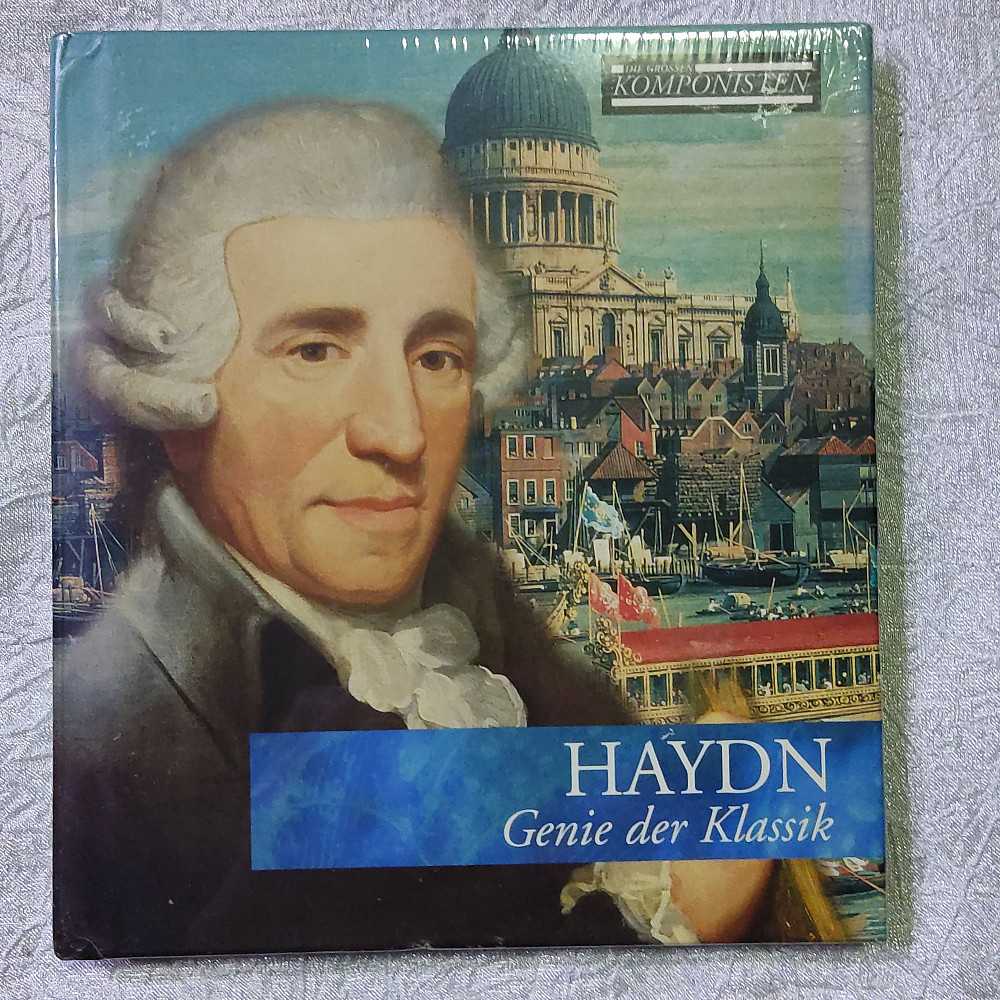 DIE GROSSEN
KOMPONISTEN
HAYDN
Genie der Klassik